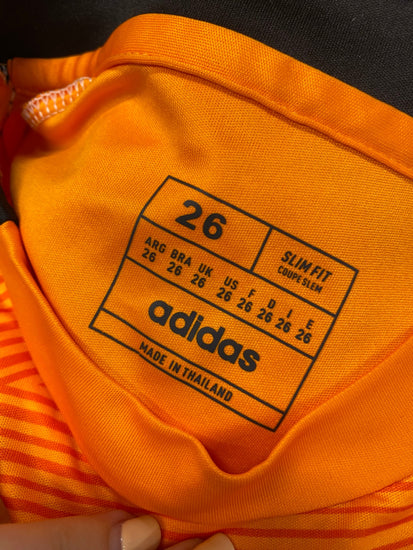 26
SLIM FIT
COUPE SLEM
ARG BRA UK US F D I E
26 26 26 26 26 26 26 26
adidas
MADE IN THAILAND